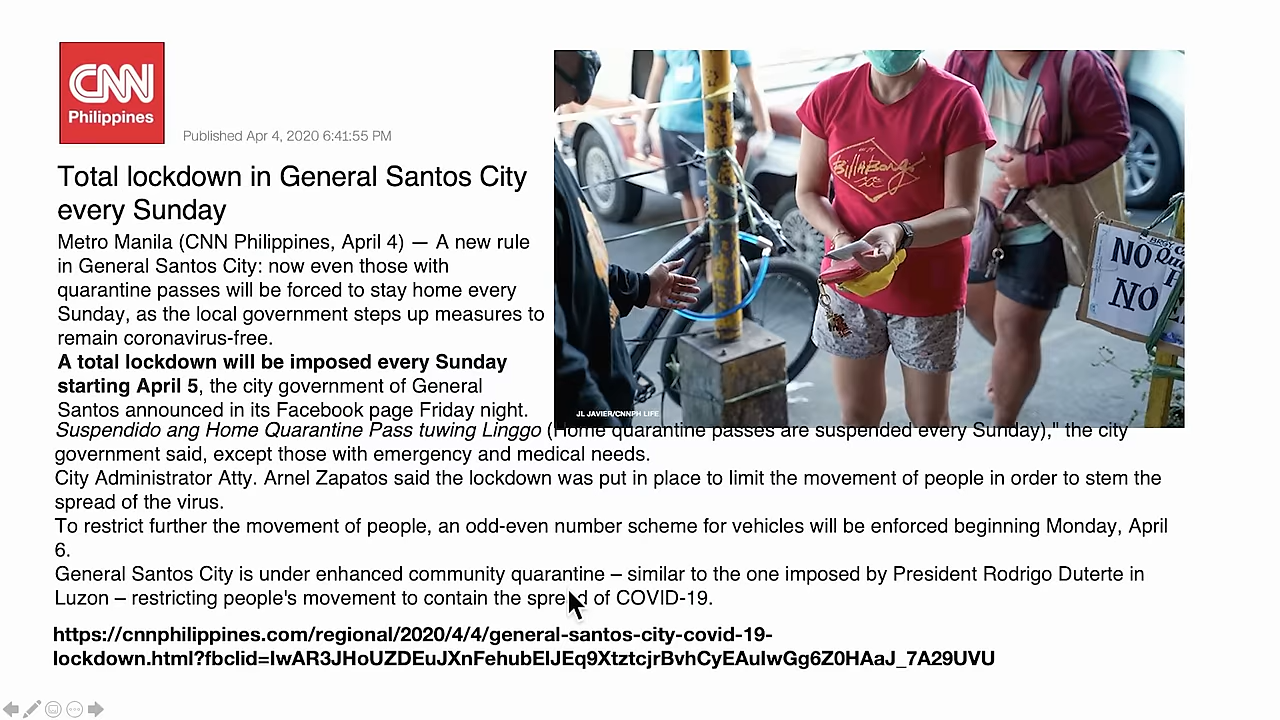 CNN
Philippines
Published Apr 4, 2020 6:41:55 PM
Total lockdown in General Santos City
every Sunday
Metro Manila (CNN Philippines, April 4) — A new rule
in General Santos City: now even those with
quarantine passes will be forced to stay home every
Sunday, as the local government steps up measures to
remain coronavirus-free.
A total lockdown will be imposed every Sunday
starting April 5, the city government of General
Santos announced in its Facebook page Friday night.
Suspendido ang Home Quarantine Pass tuwing Linggo (Home quarantine passes are suspended every Sunday)," the city
government said, except those with emergency and medical needs.
City Administrator Atty. Arnel Zapatos said the lockdown was put in place to limit the movement of people in order to stem the
spread of the virus.
To restrict further the movement of people, an odd-even number scheme for vehicles will be enforced beginning Monday, April
6.
General Santos City is under enhanced community quarantine – similar to the one imposed by President Rodrigo Duterte in
Luzon – restricting people's movement to contain the spread of COVID-19.
https://cnnphilippines.com/regional/2020/4/4/general-santos-city-covid-19-
lockdown.html?fbclid=IwAR3JHoUZDEuJXnFehubEIJEq9XtztcjrBvhCyEAuIwGg6Z0HAaJ_7A29UVU
Billabong
NO
NO
JL JAVIER/CNNPH LIFE